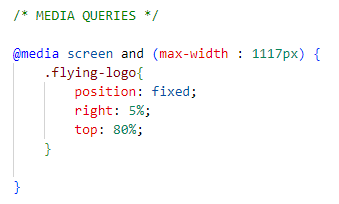 /* MEDIA QUERIES */
@media screen and (max-width : 1117px) {
    .flying-logo{
        position: fixed;
        right: 5%;
        top: 80%;
    }
}